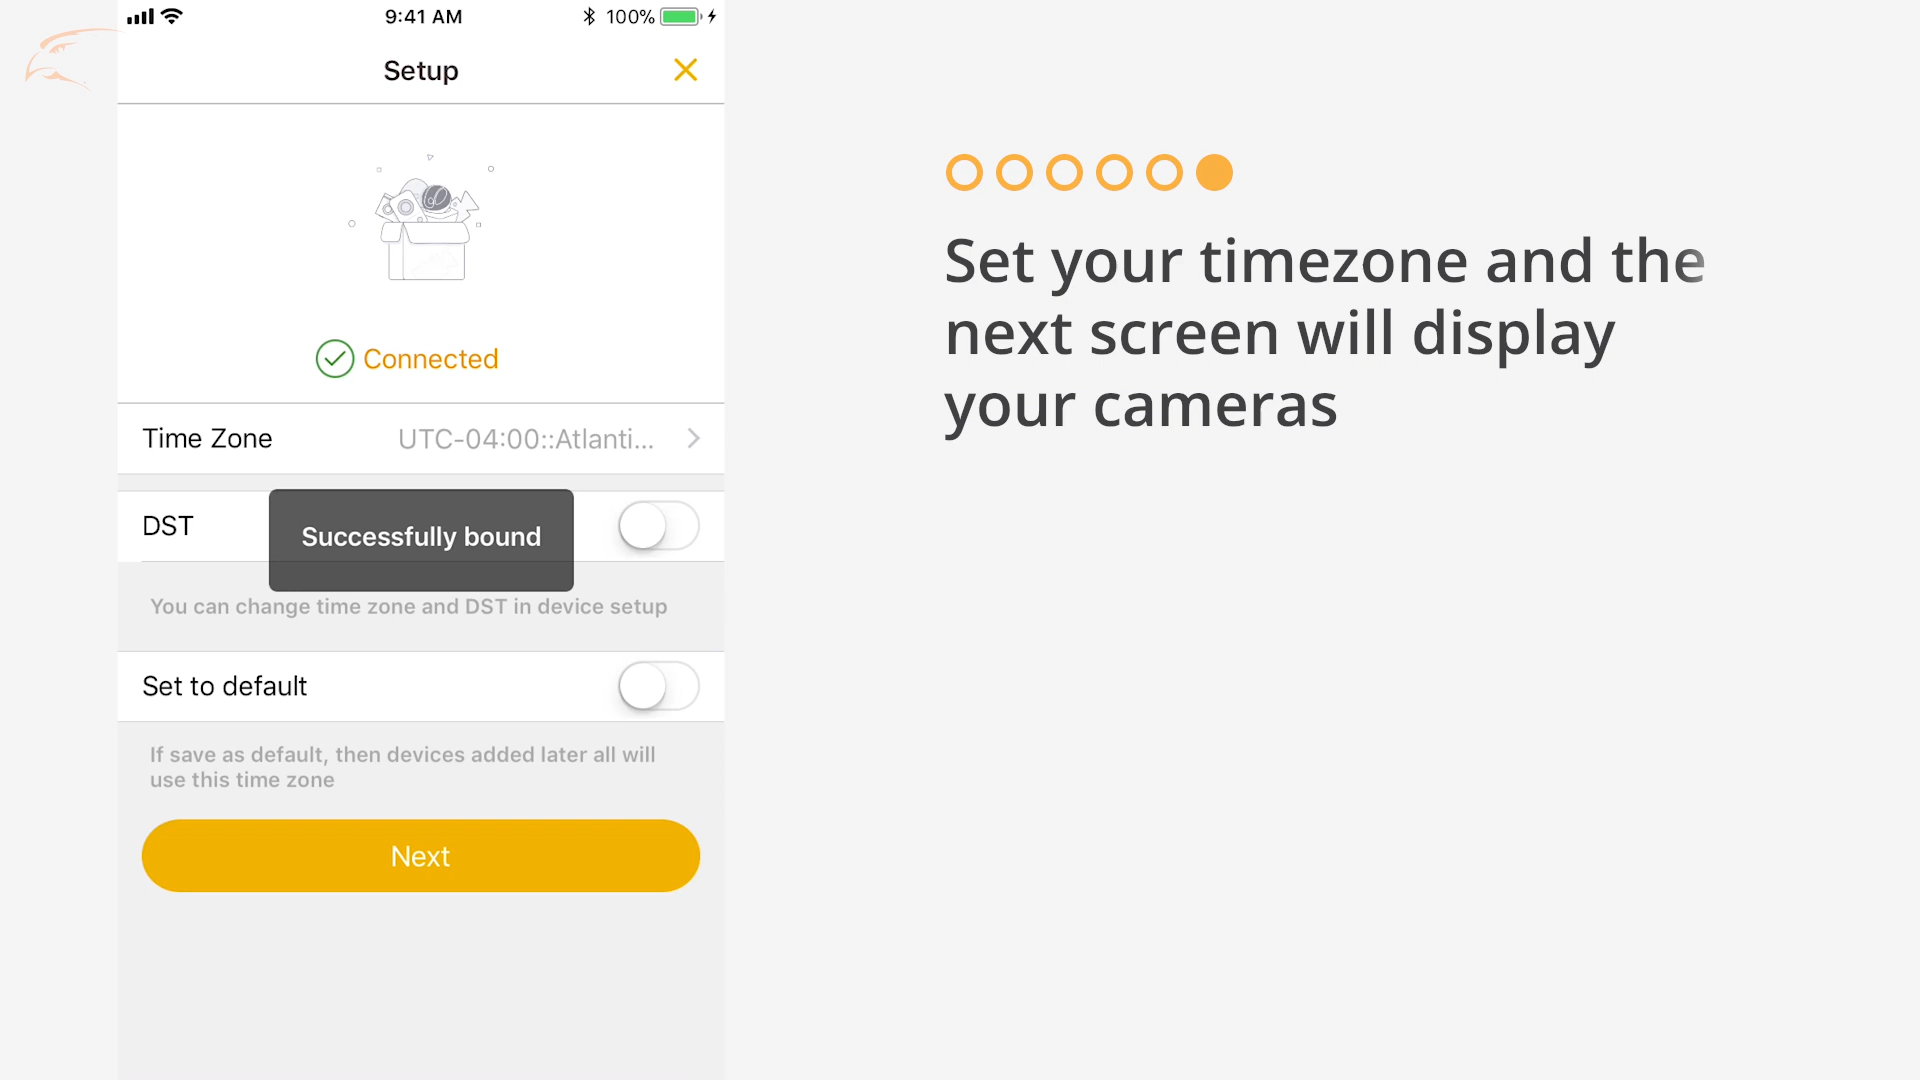 9:41 AM
100%
Setup
Connected
Time Zone
UTC-04:00::Atlanti...
DST
Successfully bound
You can change time zone and DST in device setup
Set to default
If save as default, then devices added later all will
use this time zone
Next
Set your timezone and the
next screen will display
your cameras